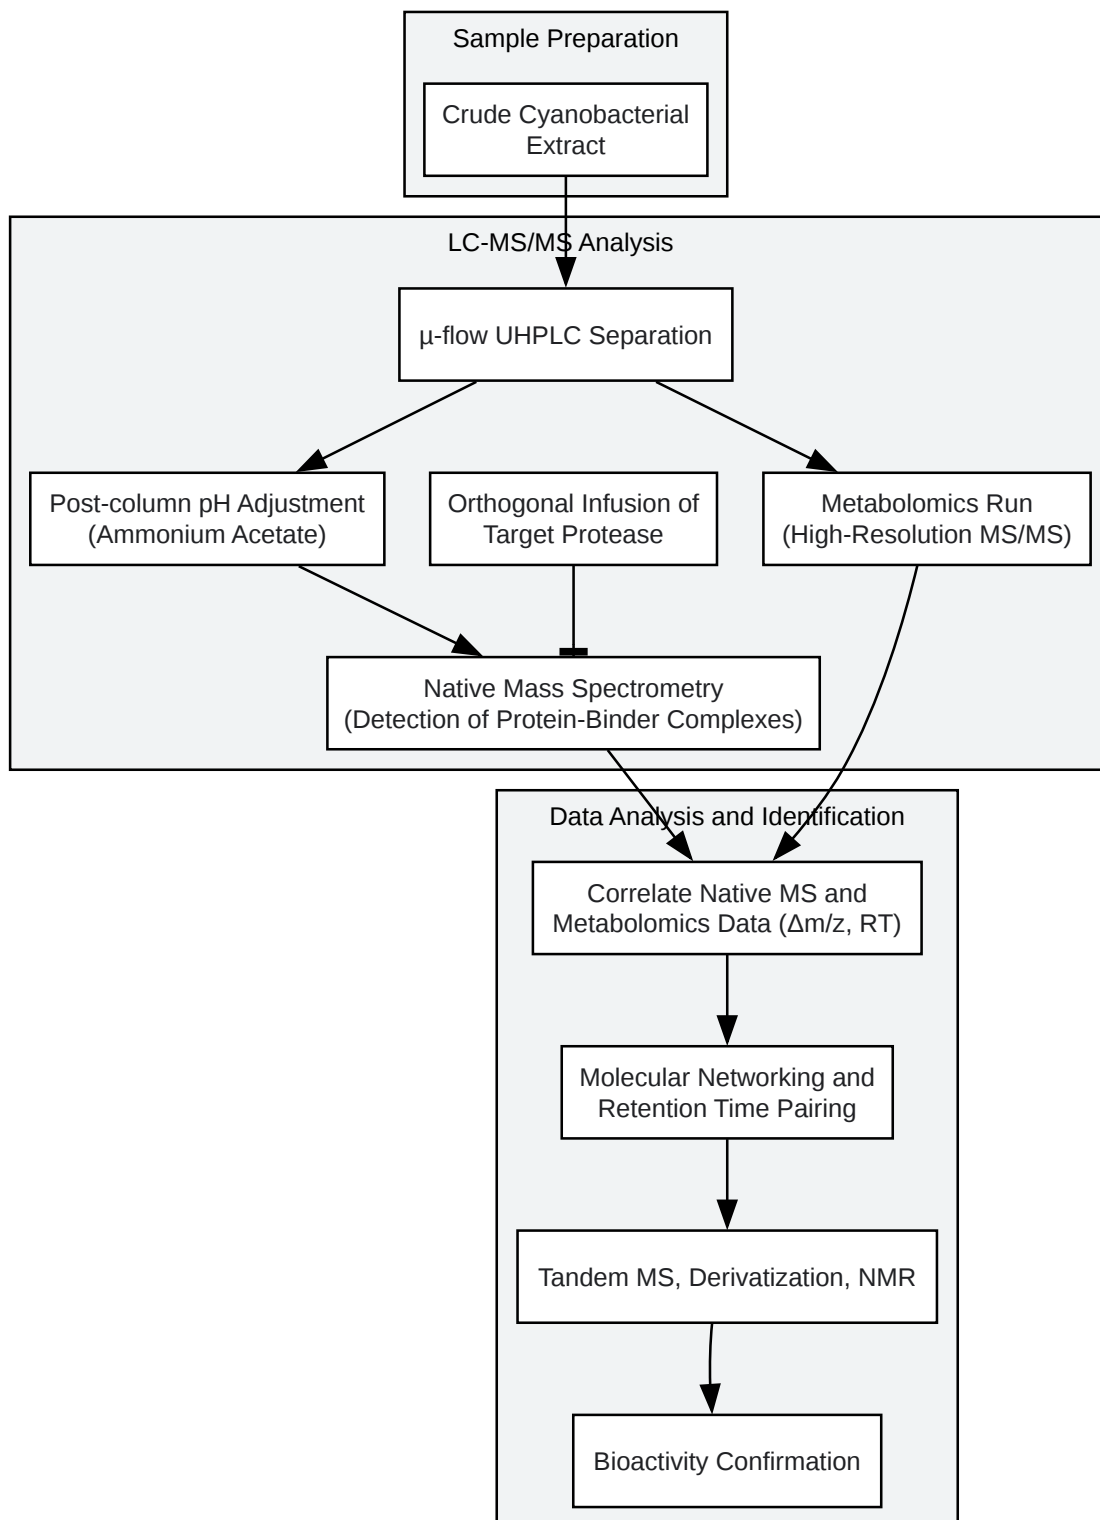 Sample Preparation
Crude Cyanobacterial
Extract
LC-MS/MS Analysis
µ-flow UHPLC Separation
Post-column pH Adjustment
(Ammonium Acetate)
Orthogonal Infusion of
Target Protease
Metabolomics Run
(High-Resolution MS/MS)
Native Mass Spectrometry
(Detection of Protein-Binder Complexes)
Data Analysis and Identification
Correlate Native MS and
Metabolomics Data (Δm/z, RT)
Molecular Networking and
Retention Time Pairing
Tandem MS, Derivatization, NMR
Bioactivity Confirmation